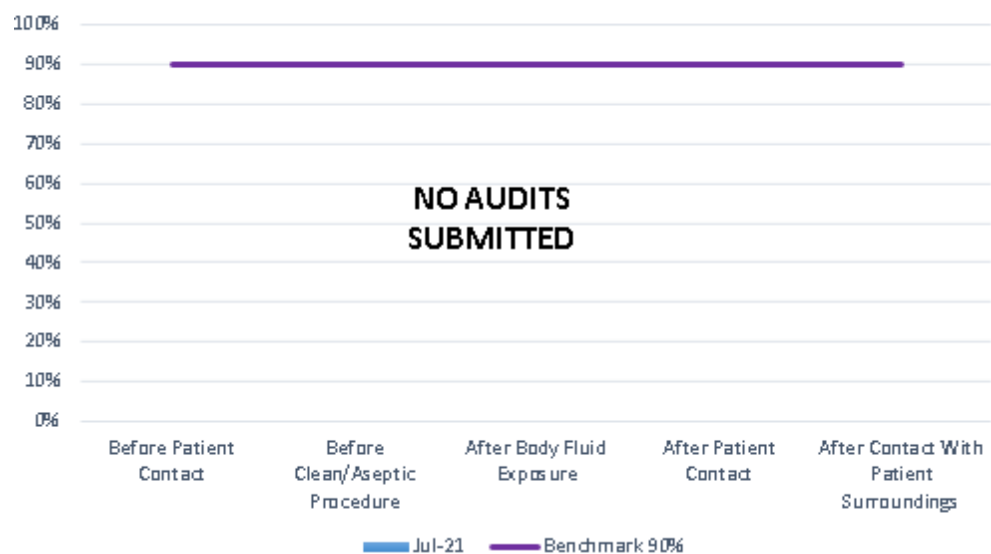 100%
90%
80%
70%
60%
50%
40%
30%
20%
10%
0%
NO AUDITS
SUBMITTED
Before Patient
Contact
Before
Clean/Aseptic
Procedure
After Body Fluid
Exposure
After Patient
Contact
After Contact With
Patient
Surroundings
Jul-21
Benchmark 90%